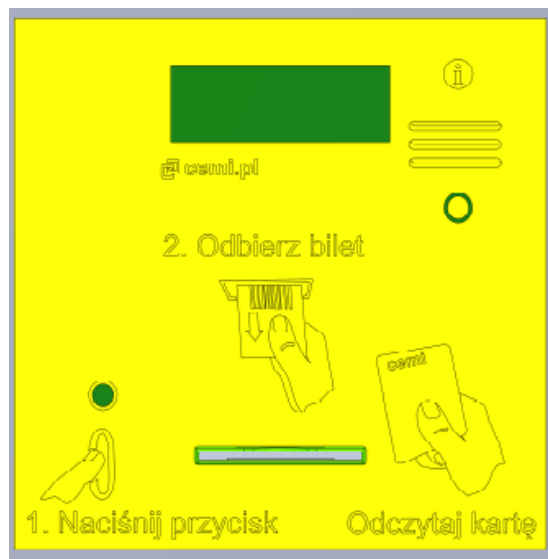 i
cemi.pl
2. Odbierz bilet
cemi
1. Naciśnij przycisk
Odczytaj kartę